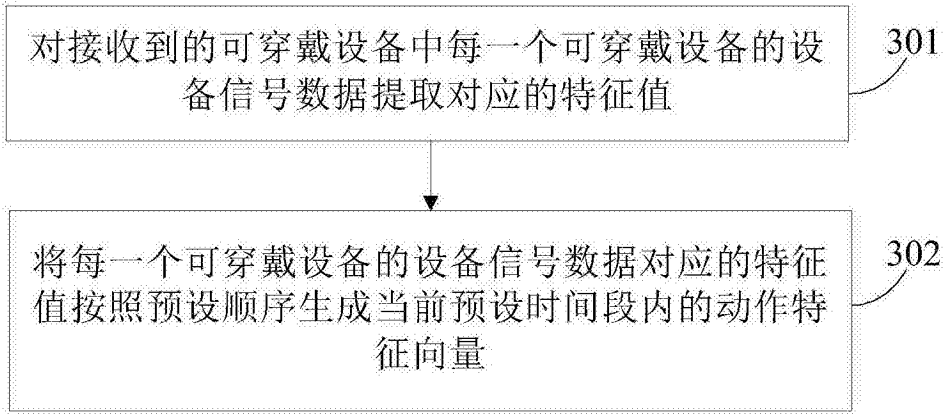 对接收到的可穿戴设备中每一个可穿戴设备的设
备信号数据提取对应的特征值
301
将每一个可穿戴设备的设备信号数据对应的特征
值按照预设顺序生成当前预设时间段内的动作特
征向量
302